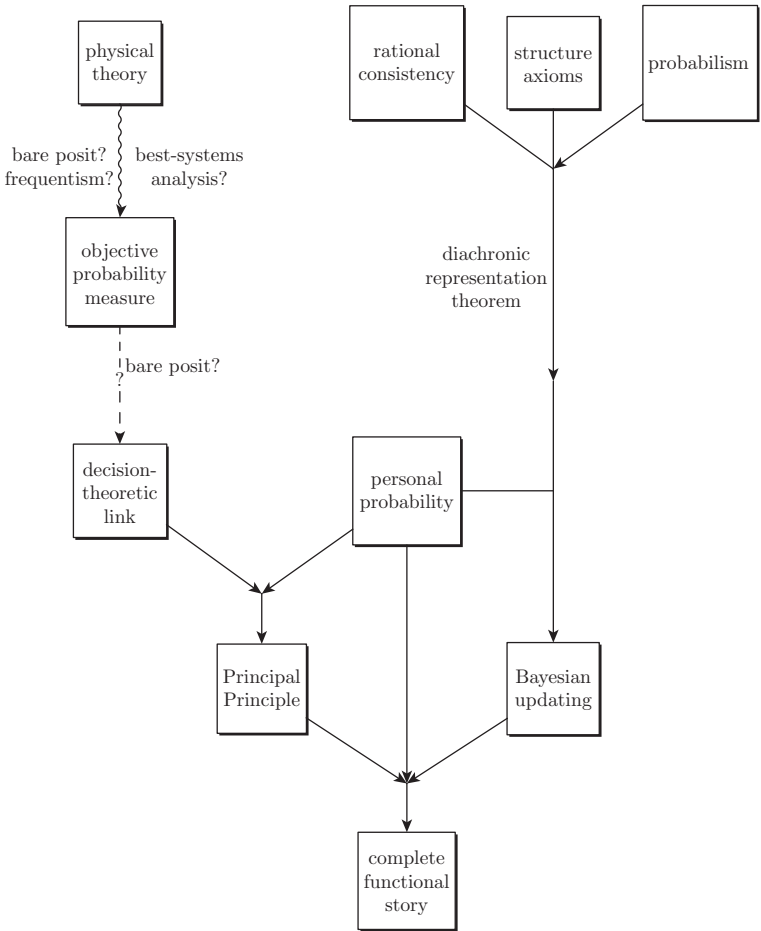 physical
theory
rational
consistency
structure
axioms
probabilism
bare posit?
frequentism?
best-systems
analysis?
objective
probability
measure
diachronic
representation
theorem
bare posit?
?
decision-
theoretic
link
personal
probability
Principal
Principle
Bayesian
updating
complete
functional
story